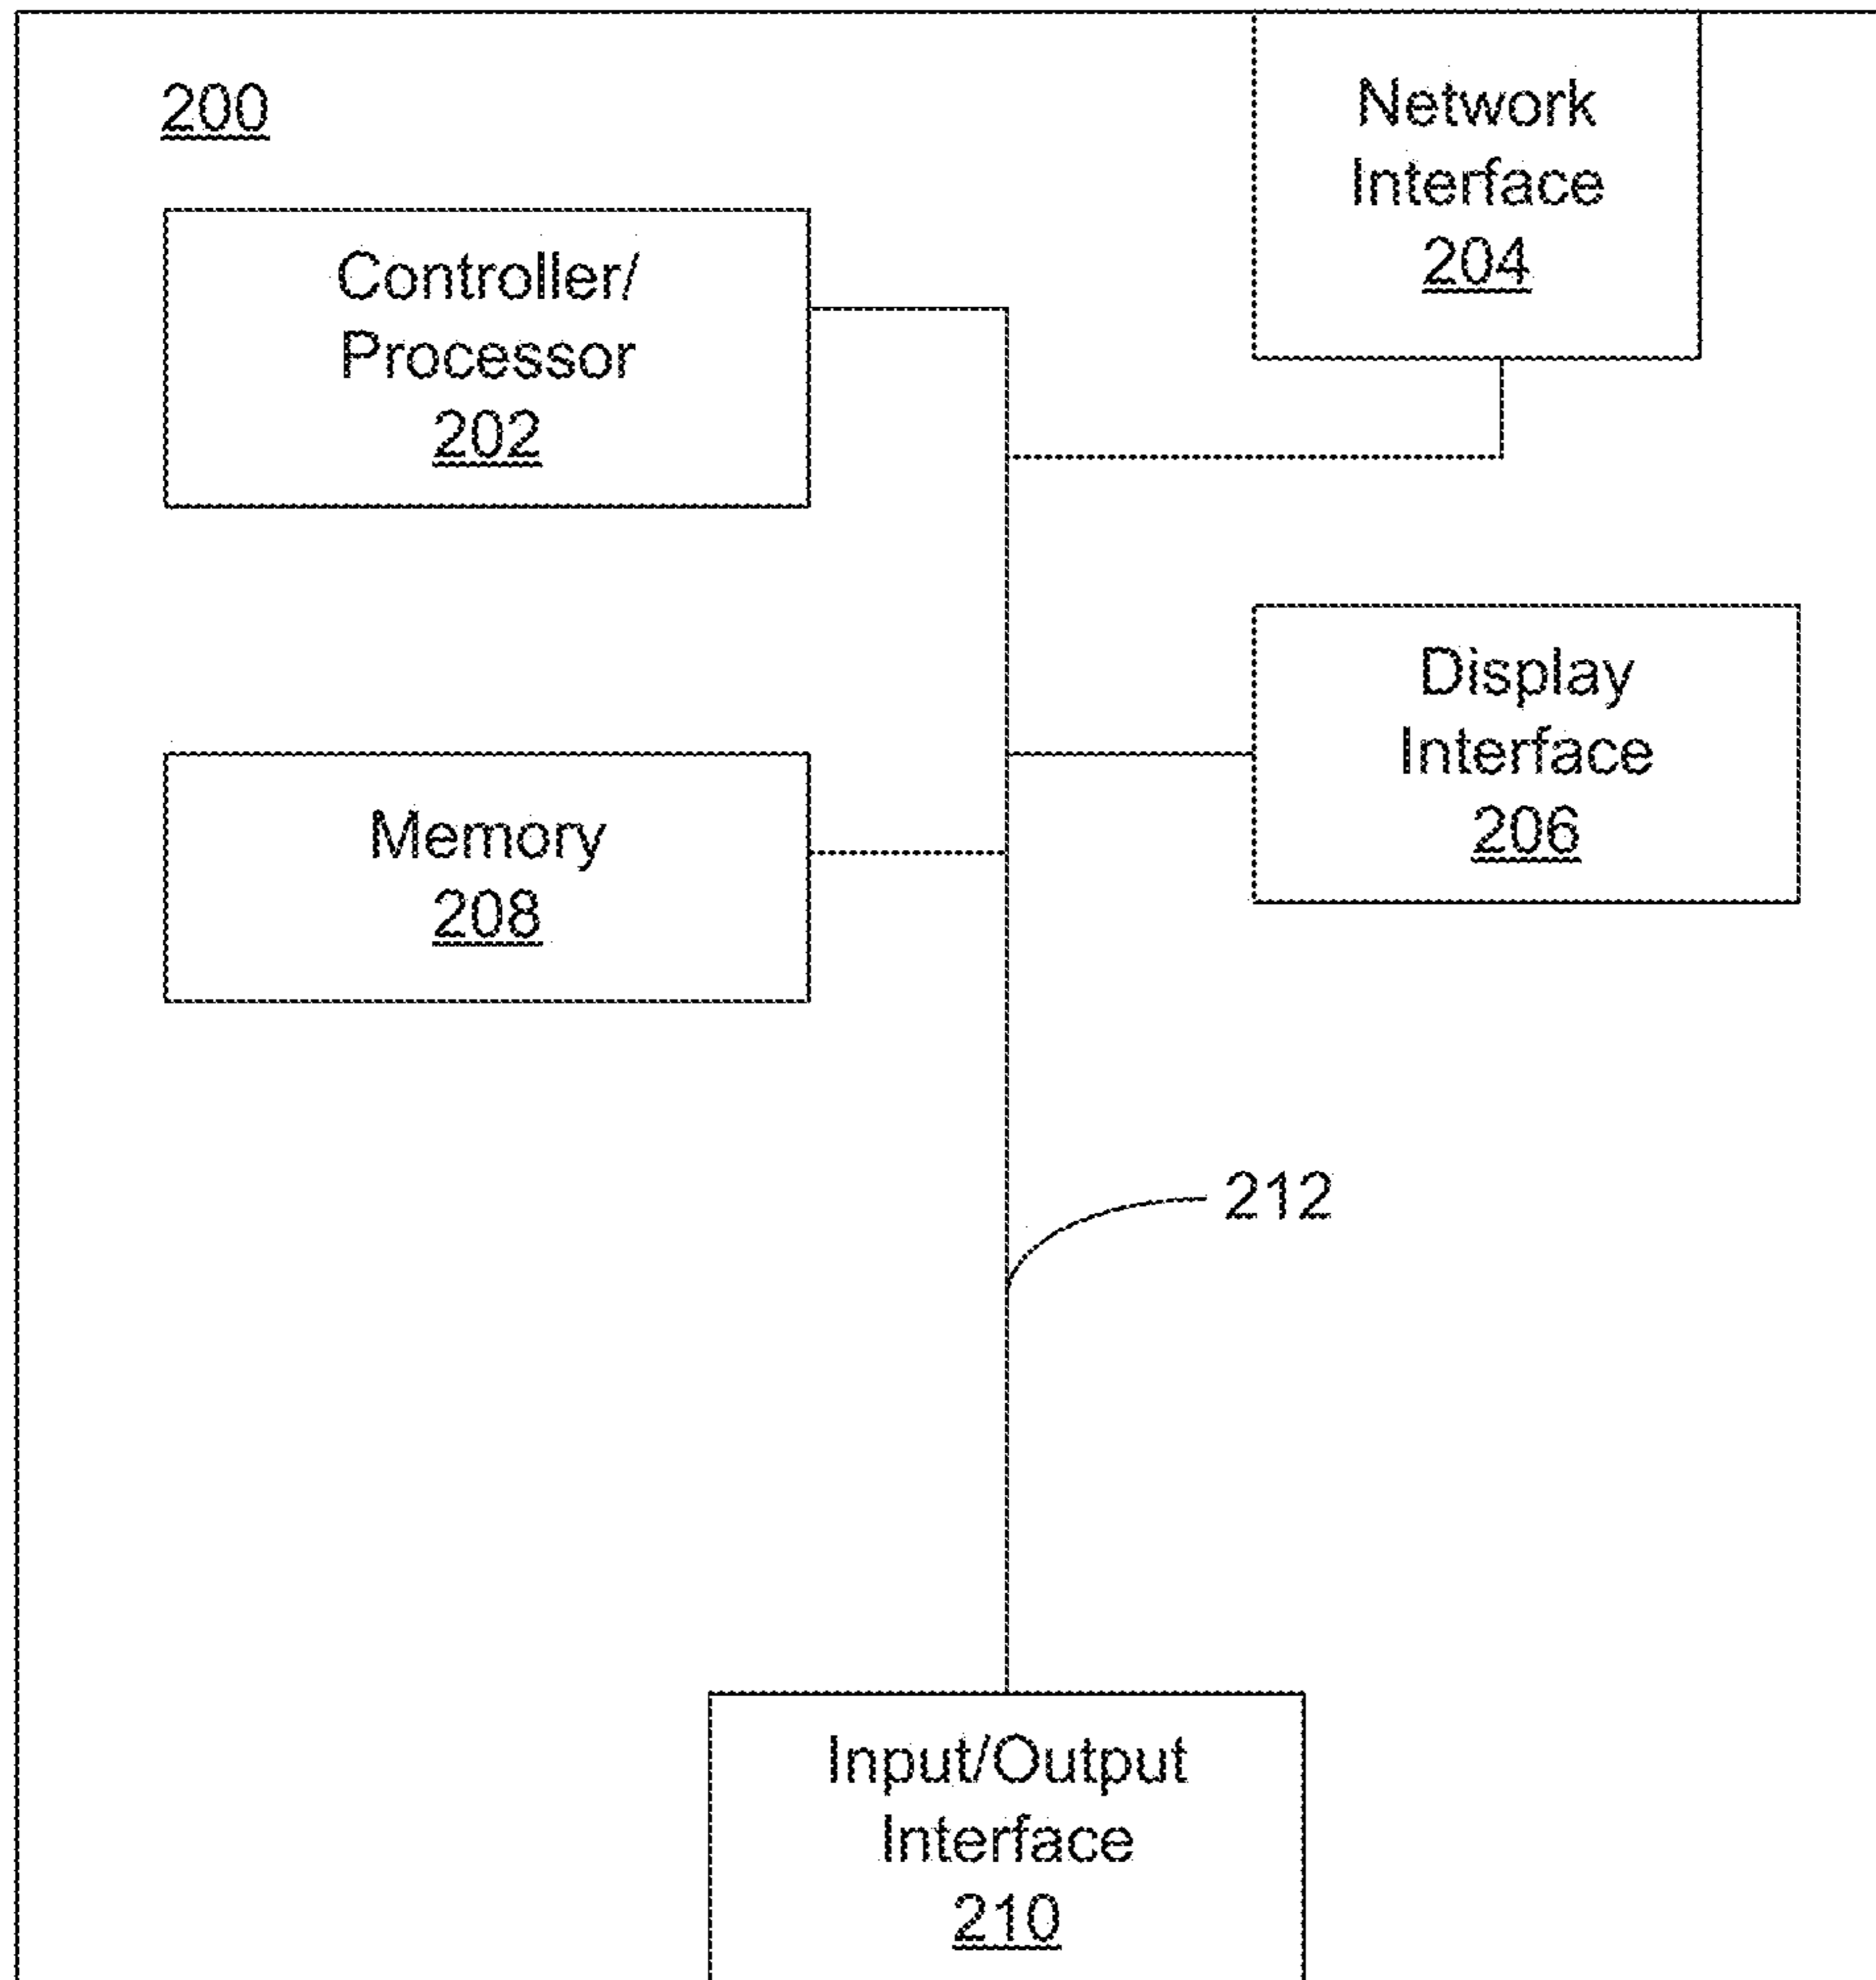 200
Network
Interface
204
Controller/
Processor
202
Display
Interface
206
Memory
208
212
Input/Output
Interface
210